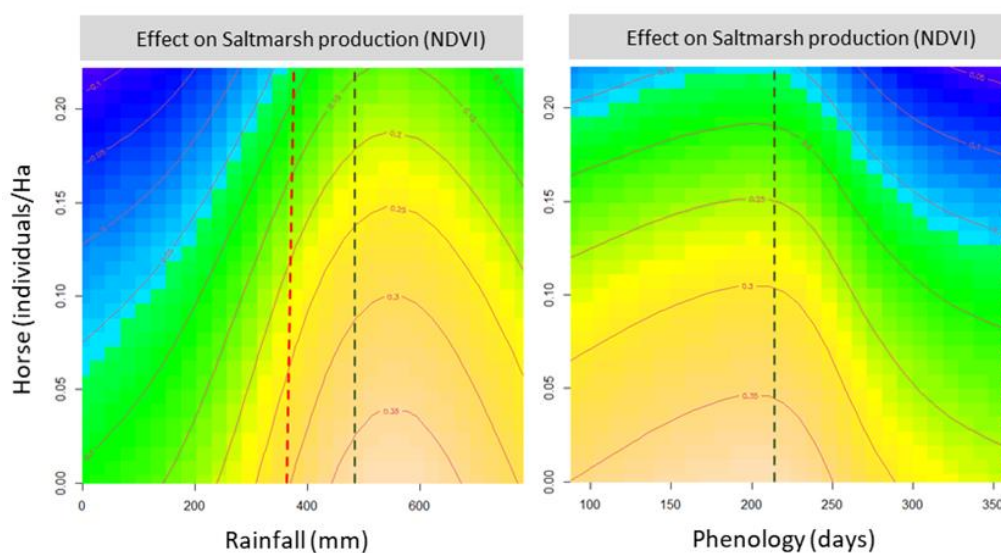 Effect on Saltmarsh production (NDVI)
Effect on Saltmarsh production (NDVI)
Horse (individuals/Ha)
0.20
0.15
0.10
0.05
0.00
0.2
0.25
0.3
0.35
0 200 400 600
Rainfall (mm)
0.20
0.15
0.10
0.05
0.00
0.25
0.3
0.35
100 150 200 250 300 350
Phenology (days)